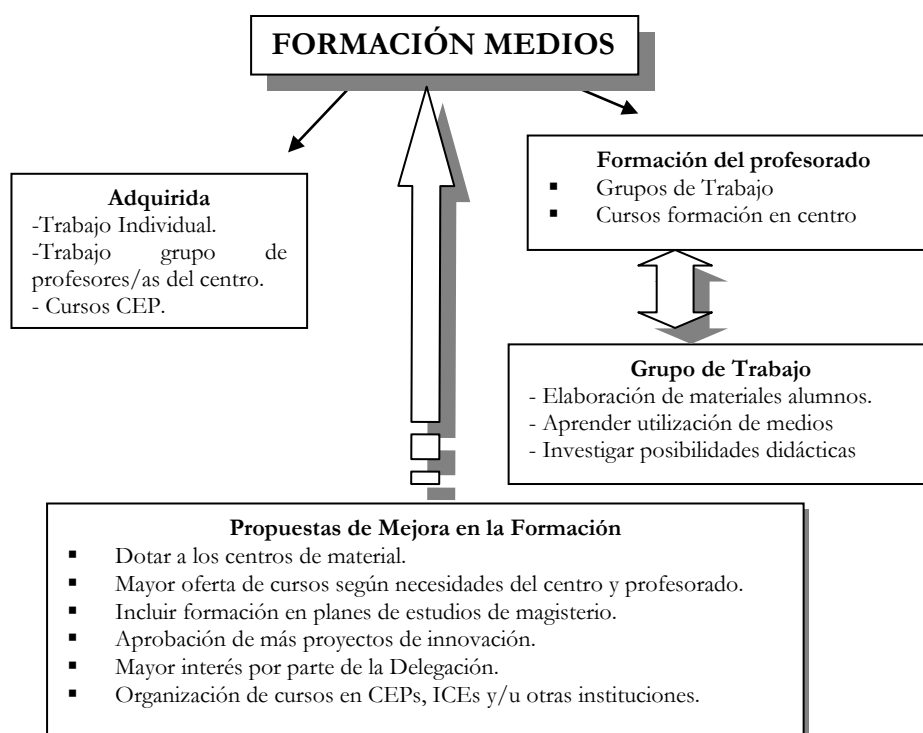 FORMACIÓN MEDIOS
Adquirida
-Trabajo Individual.
-Trabajo grupo de
profesores/as del centro.
- Cursos CEP.
Formación del profesorado
▪ Grupos de Trabajo
▪ Cursos formación en centro
Grupo de Trabajo
- Elaboración de materiales alumnos.
- Aprender utilización de medios
- Investigar posibilidades didácticas
Propuestas de Mejora en la Formación
▪ Dotar a los centros de material.
▪ Mayor oferta de cursos según necesidades del centro y profesorado.
▪ Incluir formación en planes de estudios de magisterio.
▪ Aprobación de más proyectos de innovación.
▪ Mayor interés por parte de la Delegación.
▪ Organización de cursos en CEPs, ICEs y/u otras instituciones.